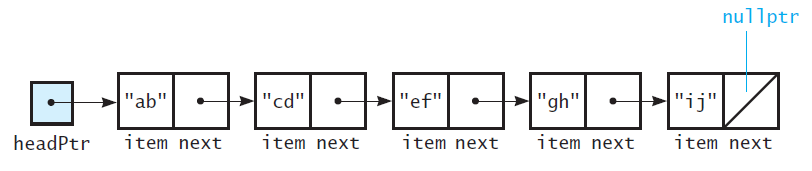 nullptr
"ab" "cd" "ef" "gh" "ij"
headPtr item next item next item next item next item next